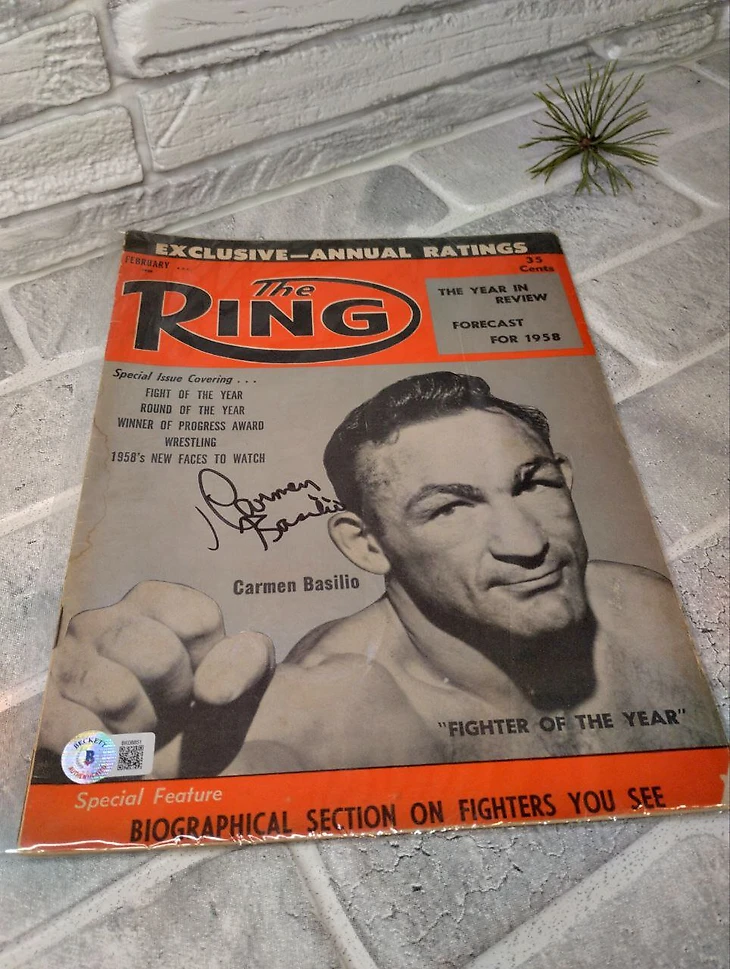 EXCLUSIVE—ANNUAL RATINGS
FEBRUARY
35
Cents
The
RING
THE YEAR IN
REVIEW
FORECAST
FOR 1958
Special Issue Covering . . .
FIGHT OF THE YEAR
ROUND OF THE YEAR
WINNER OF PROGRESS AWARD
WRESTLING
1958's NEW FACES TO WATCH
Carmen
Basilio
Carmen Basilio
"FIGHTER OF THE YEAR"
BECKETT
B
Special Feature
BIOGRAPHICAL SECTION ON FIGHTERS YOU SEE